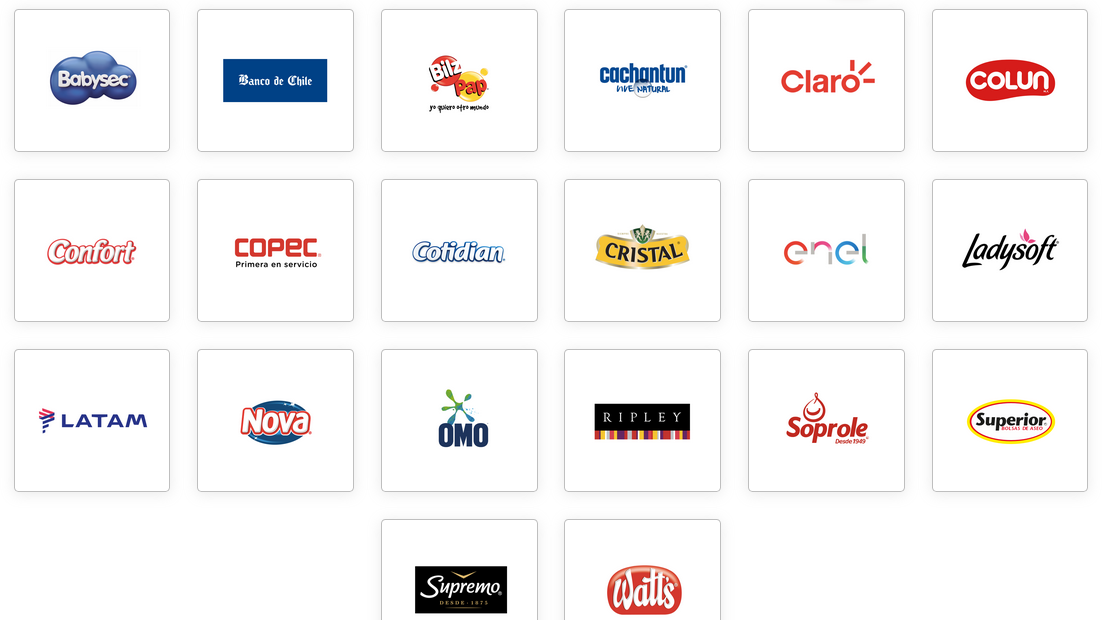 Babysec
Banco de Chile
Bilz
Pap
yo quiero otro mundo
cachantun
VIVE NATURAL
Claro
COLUN
Confort
COPEC
Primera en servicio
Cotidian
CRISTAL
enel
Ladysoft
LATAM
Nova
OMO
RIPLEY
Soprole
Desde 1949
Superior
BOLSAS DE ASEO
Supremo
DESDE · 1875
Watt's